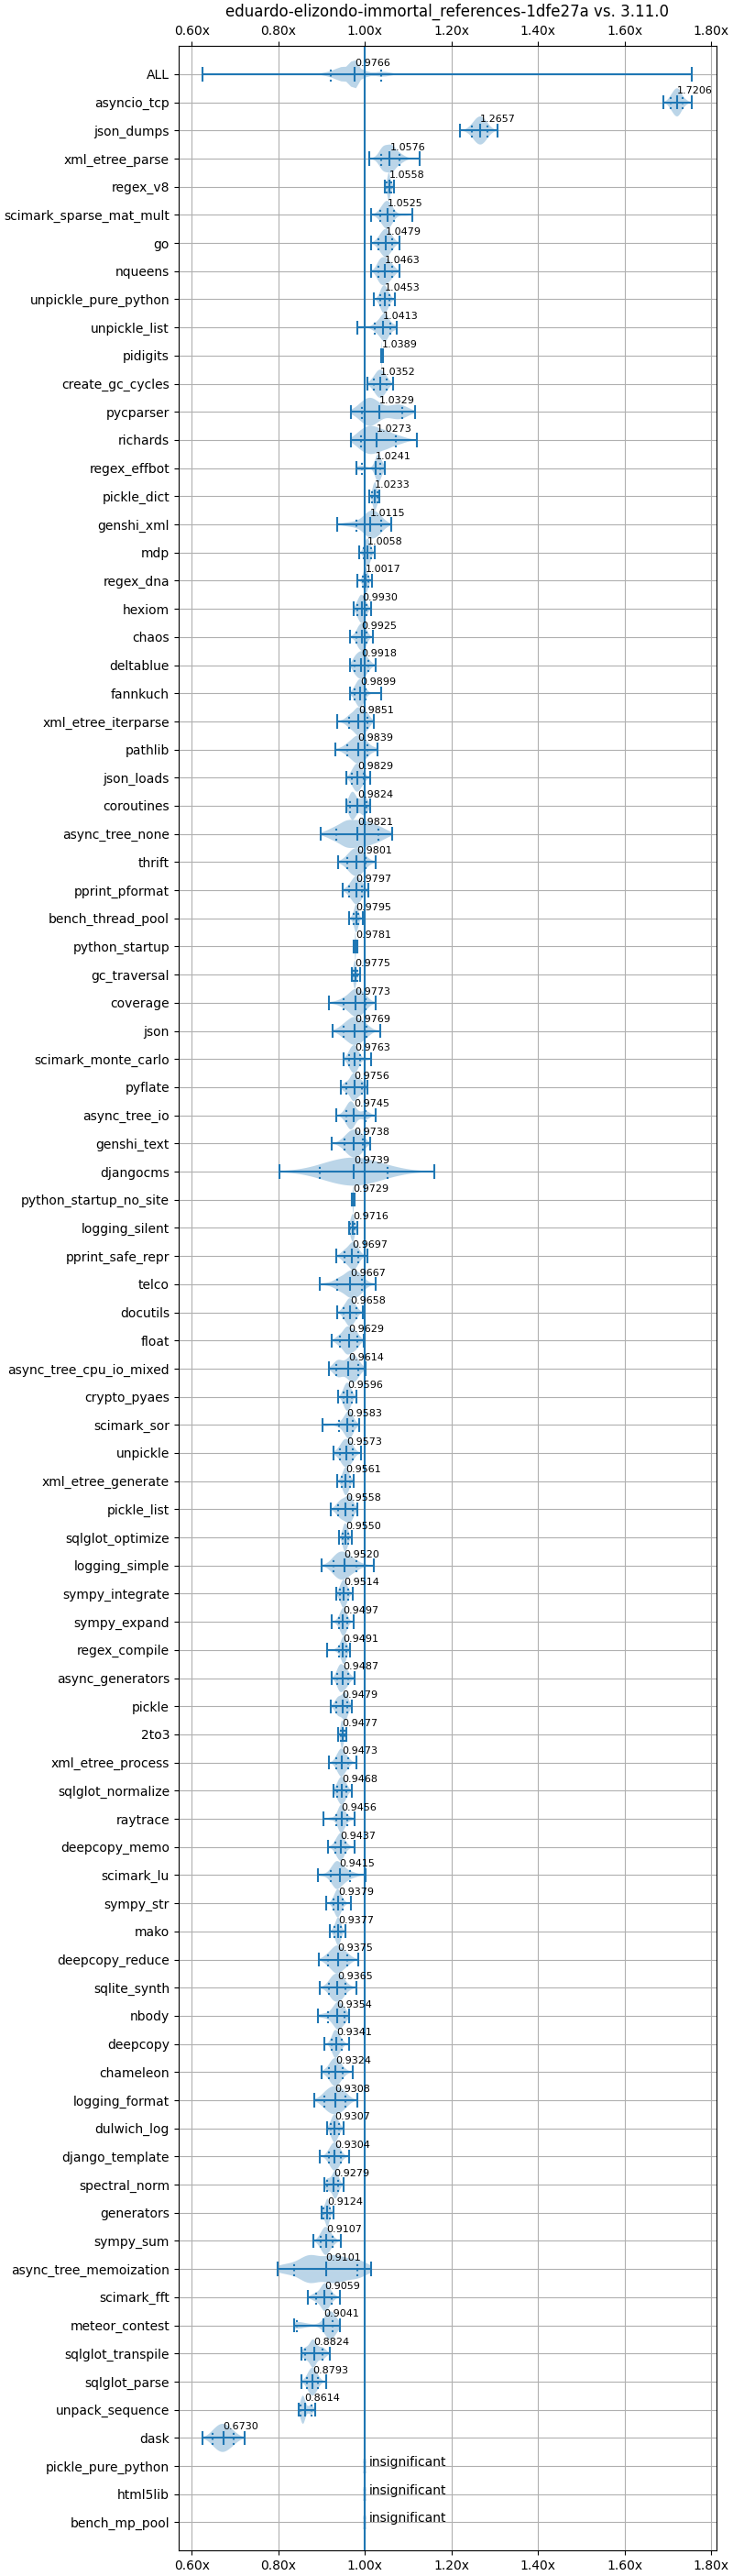 eduardo-elizondo-immortal_references-1dfe27a vs. 3.11.0
0.60x 0.80x 1.00x 1.20x 1.40x 1.60x 1.80x
ALL 0.9766
asyncio_tcp 1.7206
json_dumps 1.2657
xml_etree_parse 1.0576
regex_v8 1.0558
scimark_sparse_mat_mult 1.0525
go 1.0479
nqueens 1.0463
unpickle_pure_python 1.0453
unpickle_list 1.0413
pidigits 1.0389
create_gc_cycles 1.0352
pycparser 1.0329
richards 1.0273
regex_effbot 1.0241
pickle_dict 1.0233
genshi_xml 1.0115
mdp 1.0058
regex_dna 1.0017
hexiom 0.9930
chaos 0.9925
deltablue 0.9918
fannkuch 0.9899
xml_etree_iterparse 0.9851
pathlib 0.9839
json_loads 0.9829
coroutines 0.9824
async_tree_none 0.9821
thrift 0.9801
pprint_pformat 0.9797
bench_thread_pool 0.9795
python_startup 0.9781
gc_traversal 0.9775
coverage 0.9773
json 0.9769
scimark_monte_carlo 0.9763
pyflate 0.9756
async_tree_io 0.9745
genshi_text 0.9738
djangocms 0.9739
python_startup_no_site 0.9729
logging_silent 0.9716
pprint_safe_repr 0.9697
telco 0.9667
docutils 0.9658
float 0.9629
async_tree_cpu_io_mixed 0.9614
crypto_pyaes 0.9596
scimark_sor 0.9583
unpickle 0.9573
xml_etree_generate 0.9561
pickle_list 0.9558
sqlglot_optimize 0.9550
logging_simple 0.9520
sympy_integrate 0.9514
sympy_expand 0.9497
regex_compile 0.9491
async_generators 0.9487
pickle 0.9479
2to3 0.9477
xml_etree_process 0.9473
sqlglot_normalize 0.9468
raytrace 0.9456
deepcopy_memo 0.9437
scimark_lu 0.9415
sympy_str 0.9379
mako 0.9377
deepcopy_reduce 0.9375
sqlite_synth 0.9365
nbody 0.9354
deepcopy 0.9341
chameleon 0.9324
logging_format 0.9308
dulwich_log 0.9307
django_template 0.9304
spectral_norm 0.9279
generators 0.9124
sympy_sum 0.9107
async_tree_memoization 0.9101
scimark_fft 0.9059
meteor_contest 0.9041
sqlglot_transpile 0.8824
sqlglot_parse 0.8793
unpack_sequence 0.8614
dask 0.6730
pickle_pure_python insignificant
html5lib insignificant
bench_mp_pool insignificant
0.60x 0.80x 1.00x 1.20x 1.40x 1.60x 1.80x